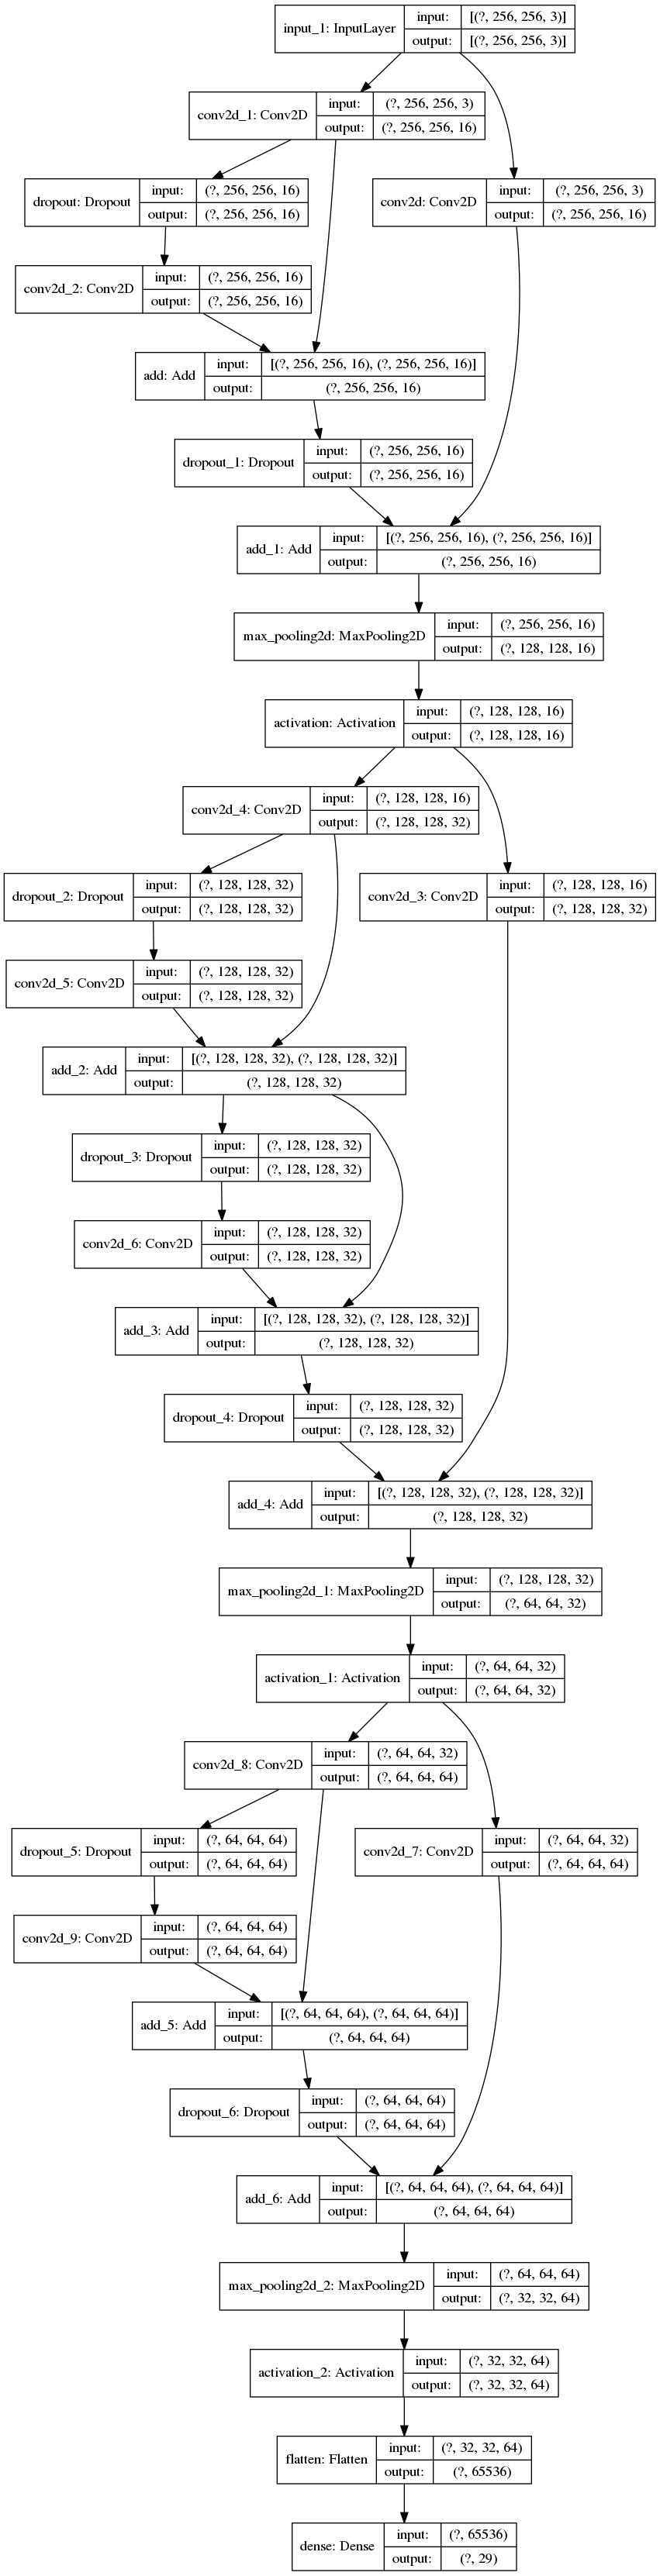 input_1: InputLayer
input: [(?, 256, 256, 3)]
output: [(?, 256, 256, 3)]
conv2d_1: Conv2D
input: (?, 256, 256, 3)
output: (?, 256, 256, 16)
dropout: Dropout
input: (?, 256, 256, 16)
output: (?, 256, 256, 16)
conv2d: Conv2D
input: (?, 256, 256, 3)
output: (?, 256, 256, 16)
conv2d_2: Conv2D
input: (?, 256, 256, 16)
output: (?, 256, 256, 16)
add: Add
input: [(?, 256, 256, 16), (?, 256, 256, 16)]
output: (?, 256, 256, 16)
dropout_1: Dropout
input: (?, 256, 256, 16)
output: (?, 256, 256, 16)
add_1: Add
input: [(?, 256, 256, 16), (?, 256, 256, 16)]
output: (?, 256, 256, 16)
max_pooling2d: MaxPooling2D
input: (?, 256, 256, 16)
output: (?, 128, 128, 16)
activation: Activation
input: (?, 128, 128, 16)
output: (?, 128, 128, 16)
conv2d_4: Conv2D
input: (?, 128, 128, 16)
output: (?, 128, 128, 32)
dropout_2: Dropout
input: (?, 128, 128, 32)
output: (?, 128, 128, 32)
conv2d_3: Conv2D
input: (?, 128, 128, 16)
output: (?, 128, 128, 32)
conv2d_5: Conv2D
input: (?, 128, 128, 32)
output: (?, 128, 128, 32)
add_2: Add
input: [(?, 128, 128, 32), (?, 128, 128, 32)]
output: (?, 128, 128, 32)
dropout_3: Dropout
input: (?, 128, 128, 32)
output: (?, 128, 128, 32)
conv2d_6: Conv2D
input: (?, 128, 128, 32)
output: (?, 128, 128, 32)
add_3: Add
input: [(?, 128, 128, 32), (?, 128, 128, 32)]
output: (?, 128, 128, 32)
dropout_4: Dropout
input: (?, 128, 128, 32)
output: (?, 128, 128, 32)
add_4: Add
input: [(?, 128, 128, 32), (?, 128, 128, 32)]
output: (?, 128, 128, 32)
max_pooling2d_1: MaxPooling2D
input: (?, 128, 128, 32)
output: (?, 64, 64, 32)
activation_1: Activation
input: (?, 64, 64, 32)
output: (?, 64, 64, 32)
conv2d_8: Conv2D
input: (?, 64, 64, 32)
output: (?, 64, 64, 64)
dropout_5: Dropout
input: (?, 64, 64, 64)
output: (?, 64, 64, 64)
conv2d_7: Conv2D
input: (?, 64, 64, 32)
output: (?, 64, 64, 64)
conv2d_9: Conv2D
input: (?, 64, 64, 64)
output: (?, 64, 64, 64)
add_5: Add
input: [(?, 64, 64, 64), (?, 64, 64, 64)]
output: (?, 64, 64, 64)
dropout_6: Dropout
input: (?, 64, 64, 64)
output: (?, 64, 64, 64)
add_6: Add
input: [(?, 64, 64, 64), (?, 64, 64, 64)]
output: (?, 64, 64, 64)
max_pooling2d_2: MaxPooling2D
input: (?, 64, 64, 64)
output: (?, 32, 32, 64)
activation_2: Activation
input: (?, 32, 32, 64)
output: (?, 32, 32, 64)
flatten: Flatten
input: (?, 32, 32, 64)
output: (?, 65536)
dense: Dense
input: (?, 65536)
output: (?, 29)